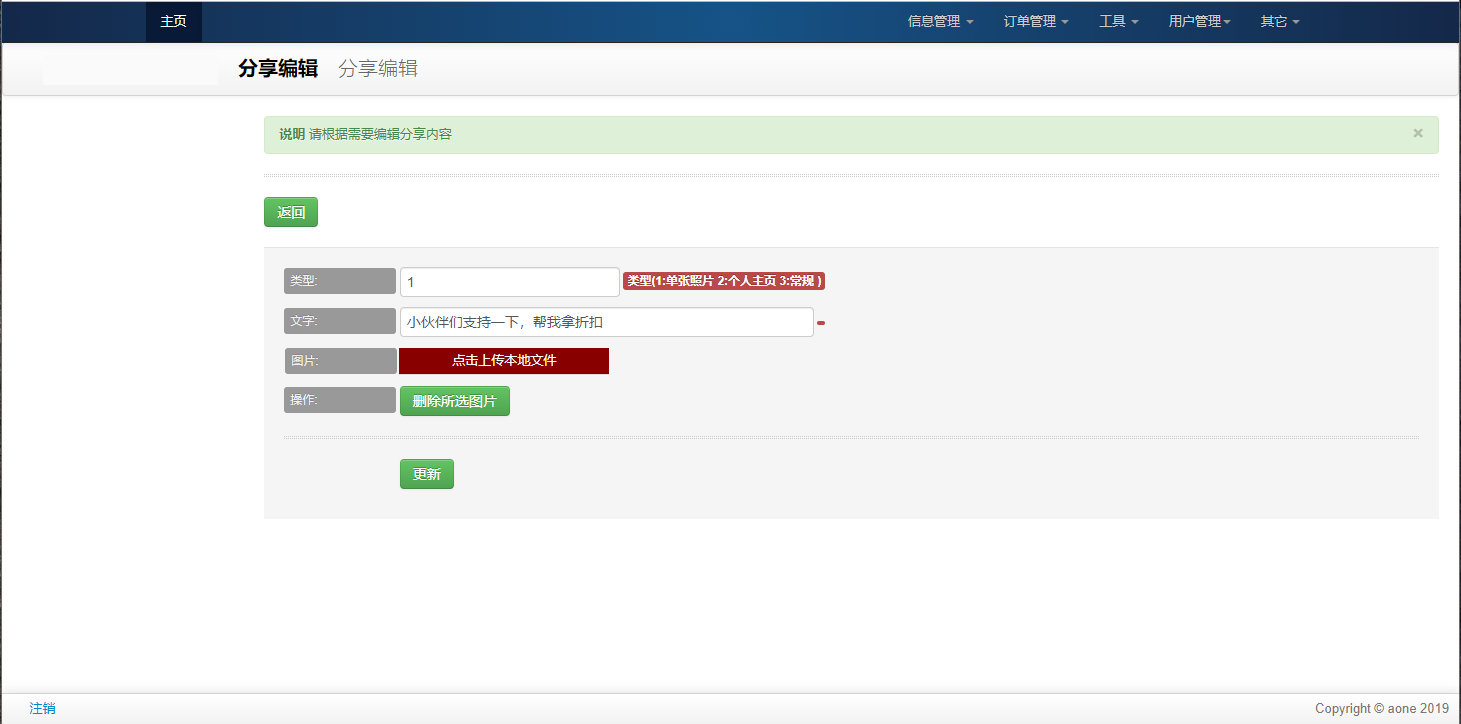 主页 信息管理 订单管理 工具 用户管理 其它
分享编辑 分享编辑
说明 请根据需要编辑分享内容 ×
返回
类型: 1 类型(1:单张照片 2:个人主页 3:常规 )
文字: 小伙伴们支持一下，帮我拿折扣
图片: 点击上传本地文件
操作: 删除所选图片
更新
注销 Copyright © aone 2019